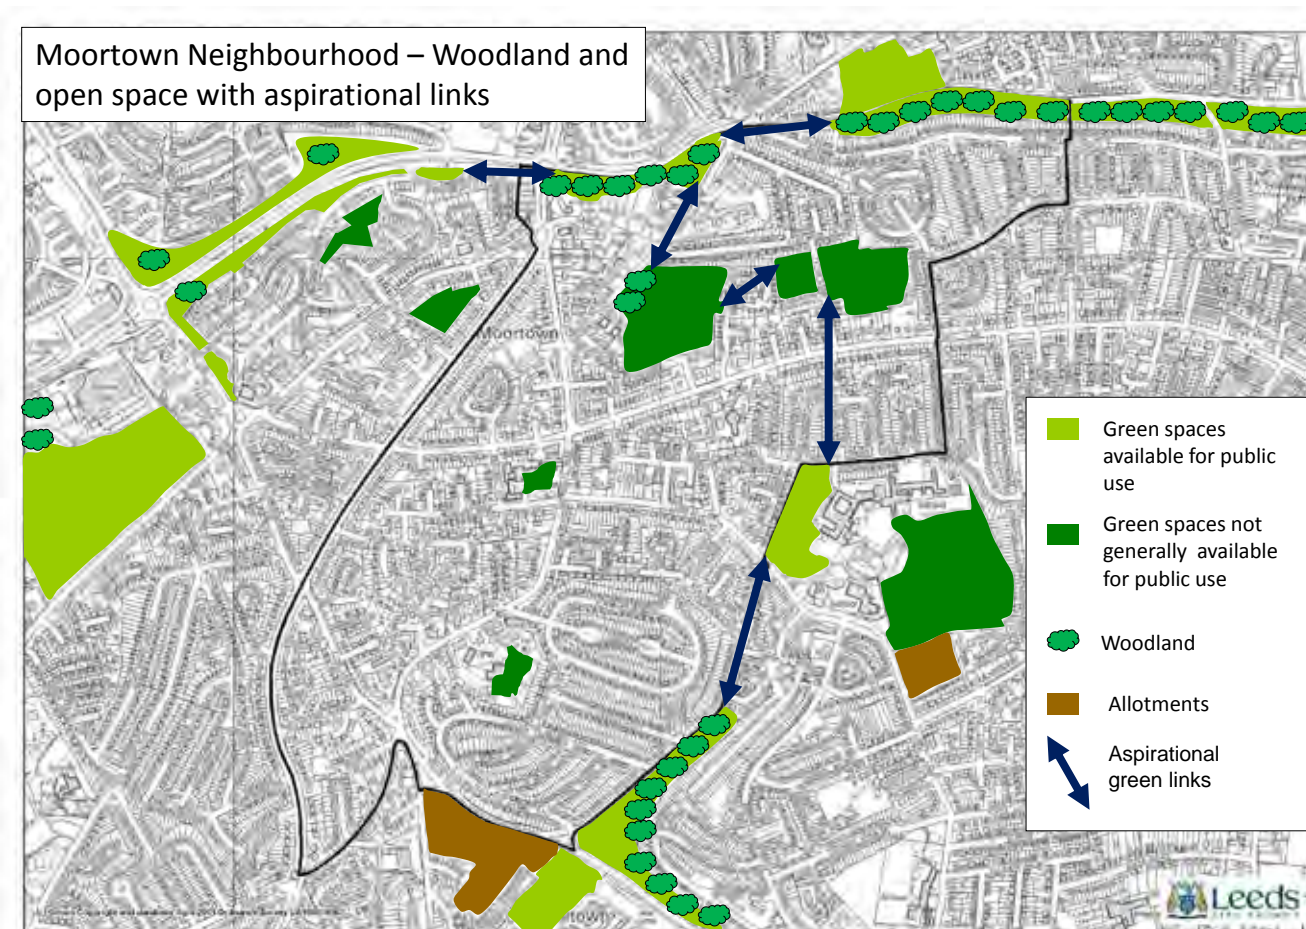 Moortown Neighbourhood – Woodland and
open space with aspirational links
Moortown
Green spaces
available for public
use
Green spaces not
generally available
for public use
Woodland
Allotments
Aspirational
green links
Leeds